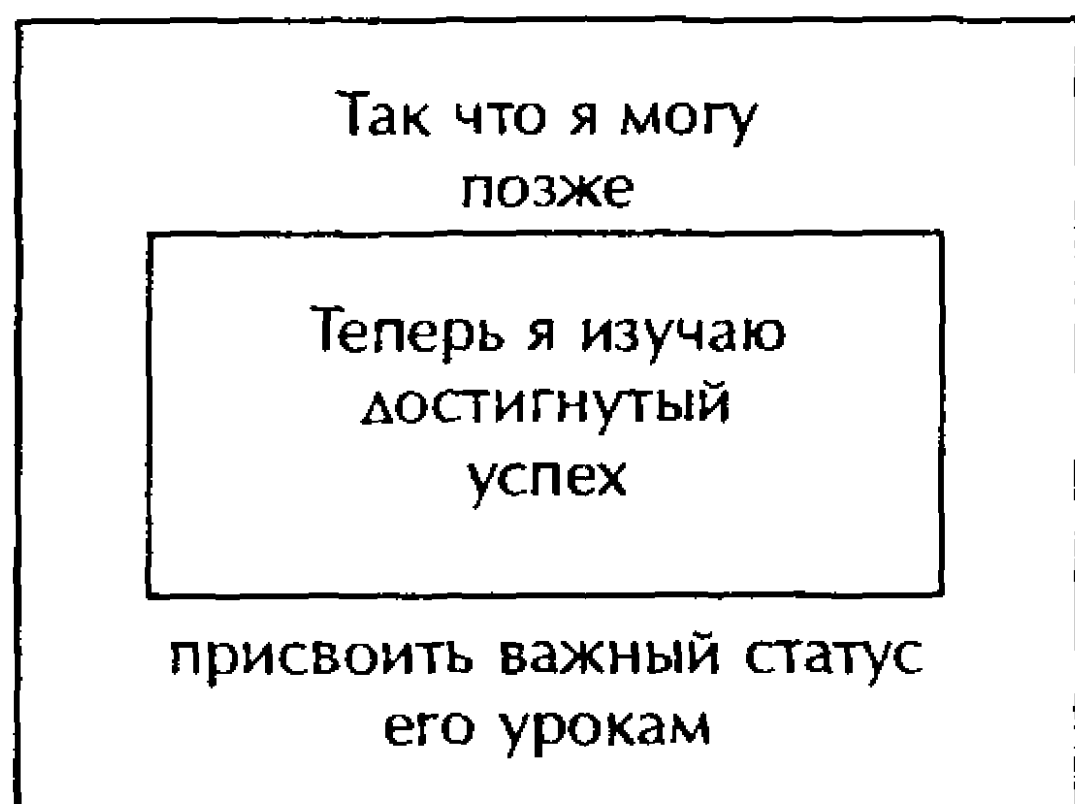 Так что я могу
позже
Теперь я изучаю
достигнутый
успех
присвоить важный статус
его урокам